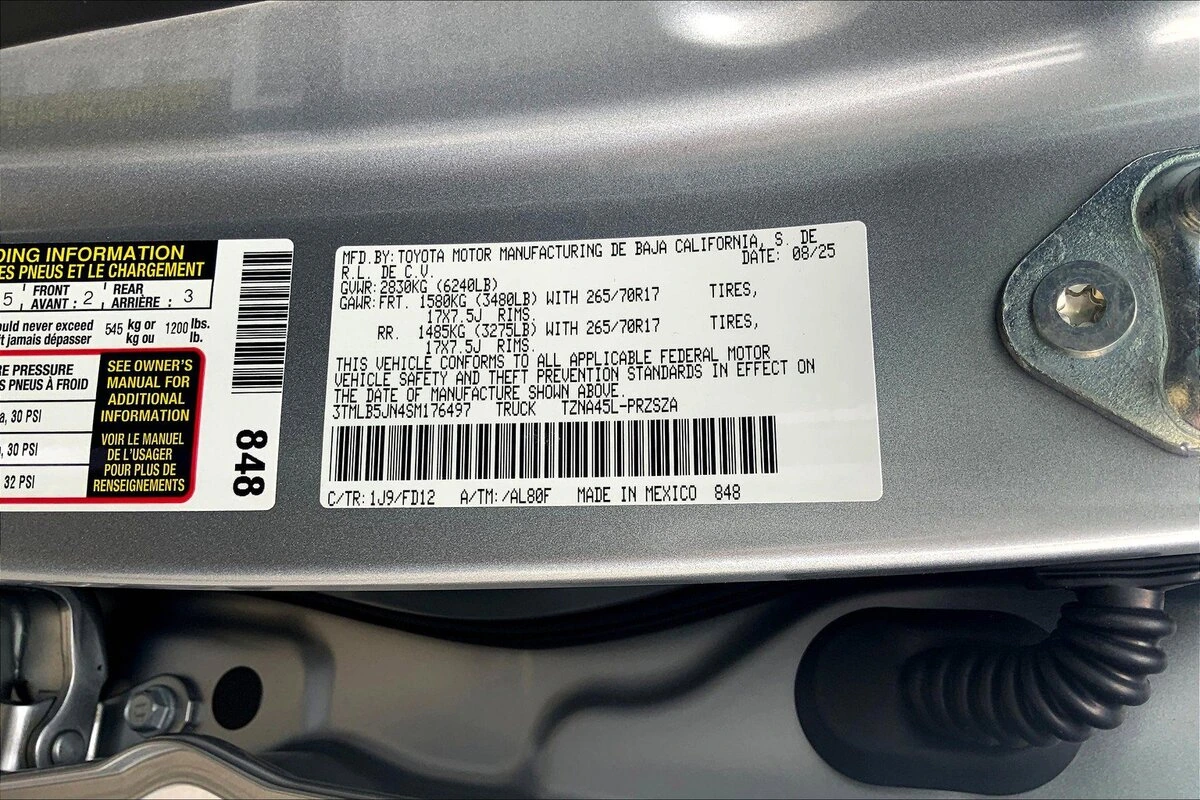 DING INFORMATION
ES PNEUS ET LE CHARGEMENT
5 FRONT AVANT : 2 REAR ARRIÈRE : 3
ould never exceed 545 kg or 1200 lbs.
t jamais dépasser kg ou lb.
E PRESSURE
S PNEUS À FROID
a, 30 PSI
, 30 PSI
32 PSI
SEE OWNER'S
MANUAL FOR
ADDITIONAL
INFORMATION
VOIR LE MANUEL
DE L'USAGER
POUR PLUS DE
RENSEIGNEMENTS
848
MFD.BY: TOYOTA MOTOR MANUFACTURING DE BAJA CALIFORNIA, S. DE
R.L. DE C.V. DATE: 08/25
GVWR:2830KG (6240LB)
GAWR:FRT. 1580KG (3480LB) WITH 265/70R17 TIRES,
17X7.5J RIMS.
RR. 1485KG (3275LB) WITH 265/70R17 TIRES,
17X7.5J RIMS.
THIS VEHICLE CONFORMS TO ALL APPLICABLE FEDERAL MOTOR
VEHICLE SAFETY AND THEFT PREVENTION STANDARDS IN EFFECT ON
THE DATE OF MANUFACTURE SHOWN ABOVE.
3TMLB5JN4SM176497 TRUCK TZNA45L-PRZSZA
C/TR: 1J9/FD12 A/TM: /AL80F MADE IN MEXICO 848